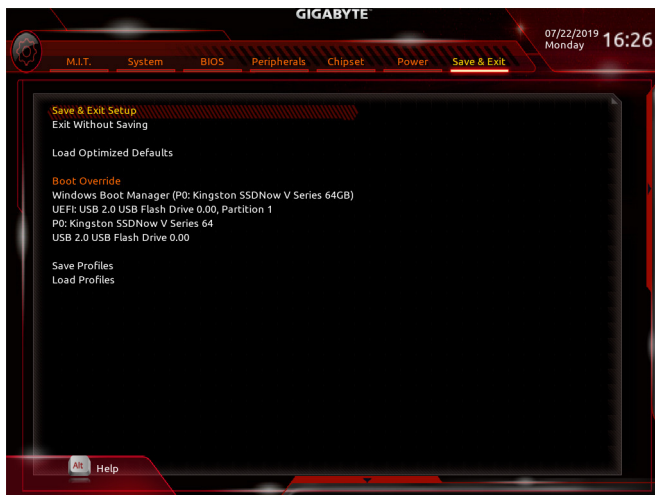 GIGABYTE™
07/22/2019 16:26
Monday
M.I.T. System BIOS Peripherals Chipset Power Save & Exit
Save & Exit Setup
Exit Without Saving
Load Optimized Defaults
Boot Override
Windows Boot Manager (P0: Kingston SSDNow V Series 64GB)
UEFI: USB 2.0 USB Flash Drive 0.00, Partition 1
P0: Kingston SSDNow V Series 64
USB 2.0 USB Flash Drive 0.00
Save Profiles
Load Profiles
Alt Help